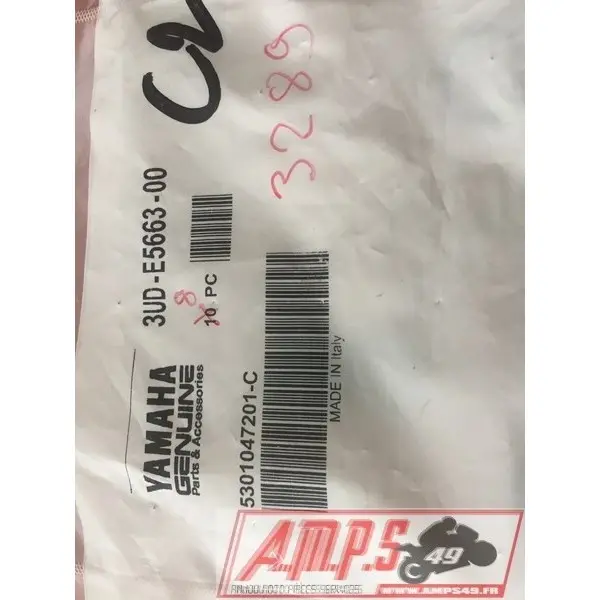 C2
3289
3UD-E5663-00
8
10 PC
YAMAHA
GENUINE
Parts & Accessories
5301047201-C
MADE IN Italy
A.M.P.S
49
WWW.AMPS49.FR